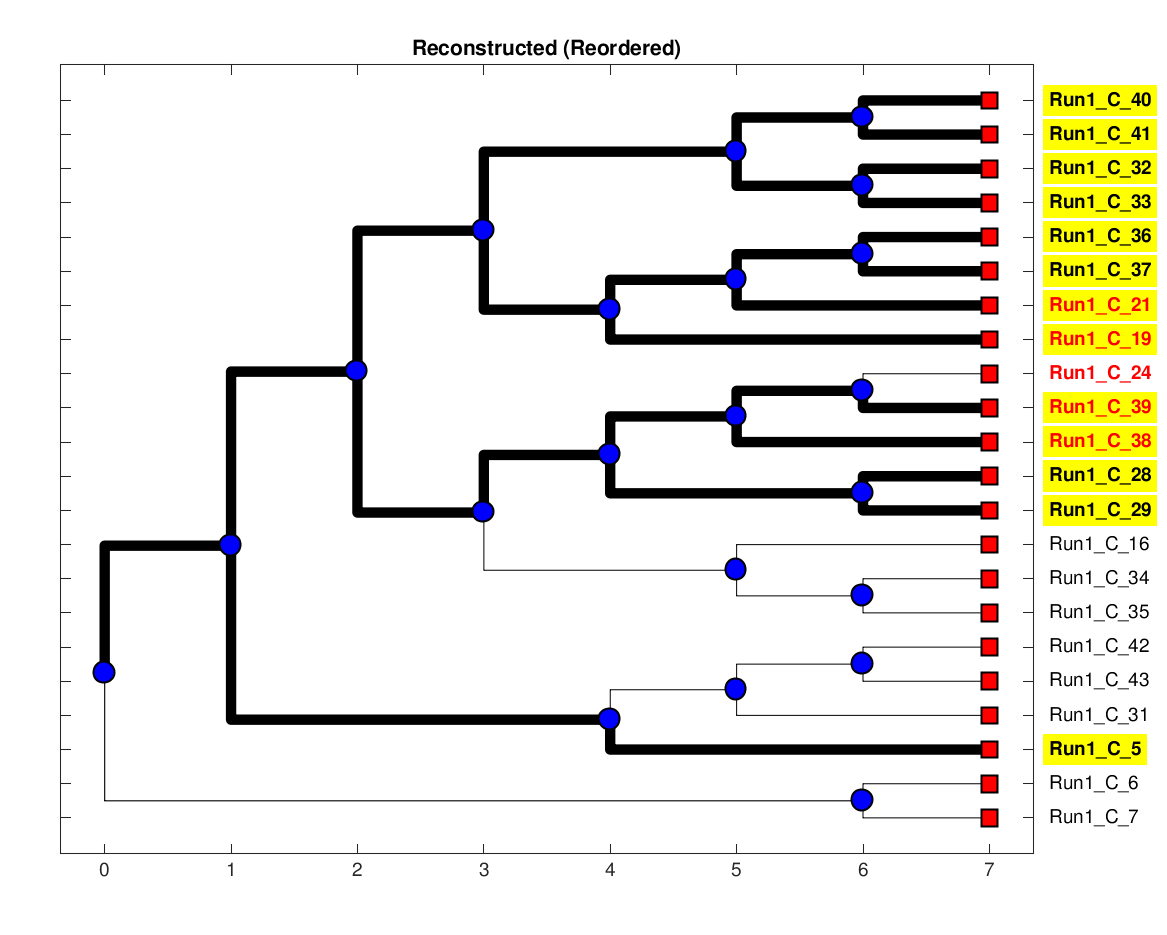 Reconstructed (Reordered)
Run1_C_40
Run1_C_41
Run1_C_32
Run1_C_33
Run1_C_36
Run1_C_37
Run1_C_21
Run1_C_19
Run1_C_24
Run1_C_39
Run1_C_38
Run1_C_28
Run1_C_29
Run1_C_16
Run1_C_34
Run1_C_35
Run1_C_42
Run1_C_43
Run1_C_31
Run1_C_5
Run1_C_6
Run1_C_7
0 1 2 3 4 5 6 7